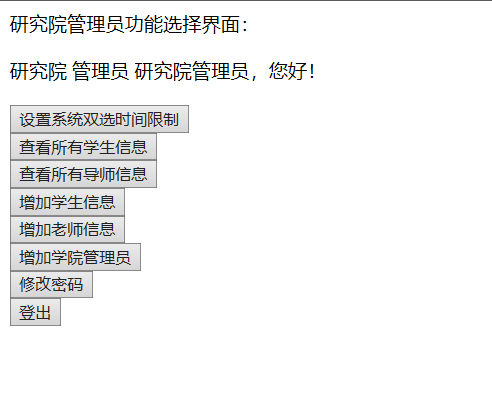 研究院管理员功能选择界面：
研究院 管理员 研究院管理员，您好！
设置系统双选时间限制
查看所有学生信息
查看所有导师信息
增加学生信息
增加老师信息
增加学院管理员
修改密码
登出